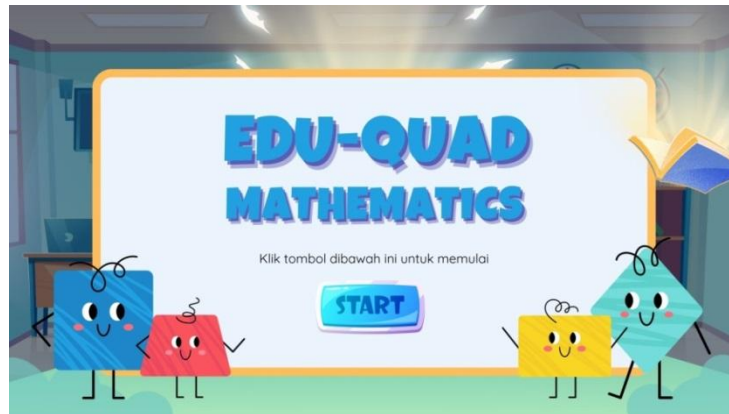 EDU-QUAD
MATHEMATICS
Klik tombol dibawah ini untuk memulai
START